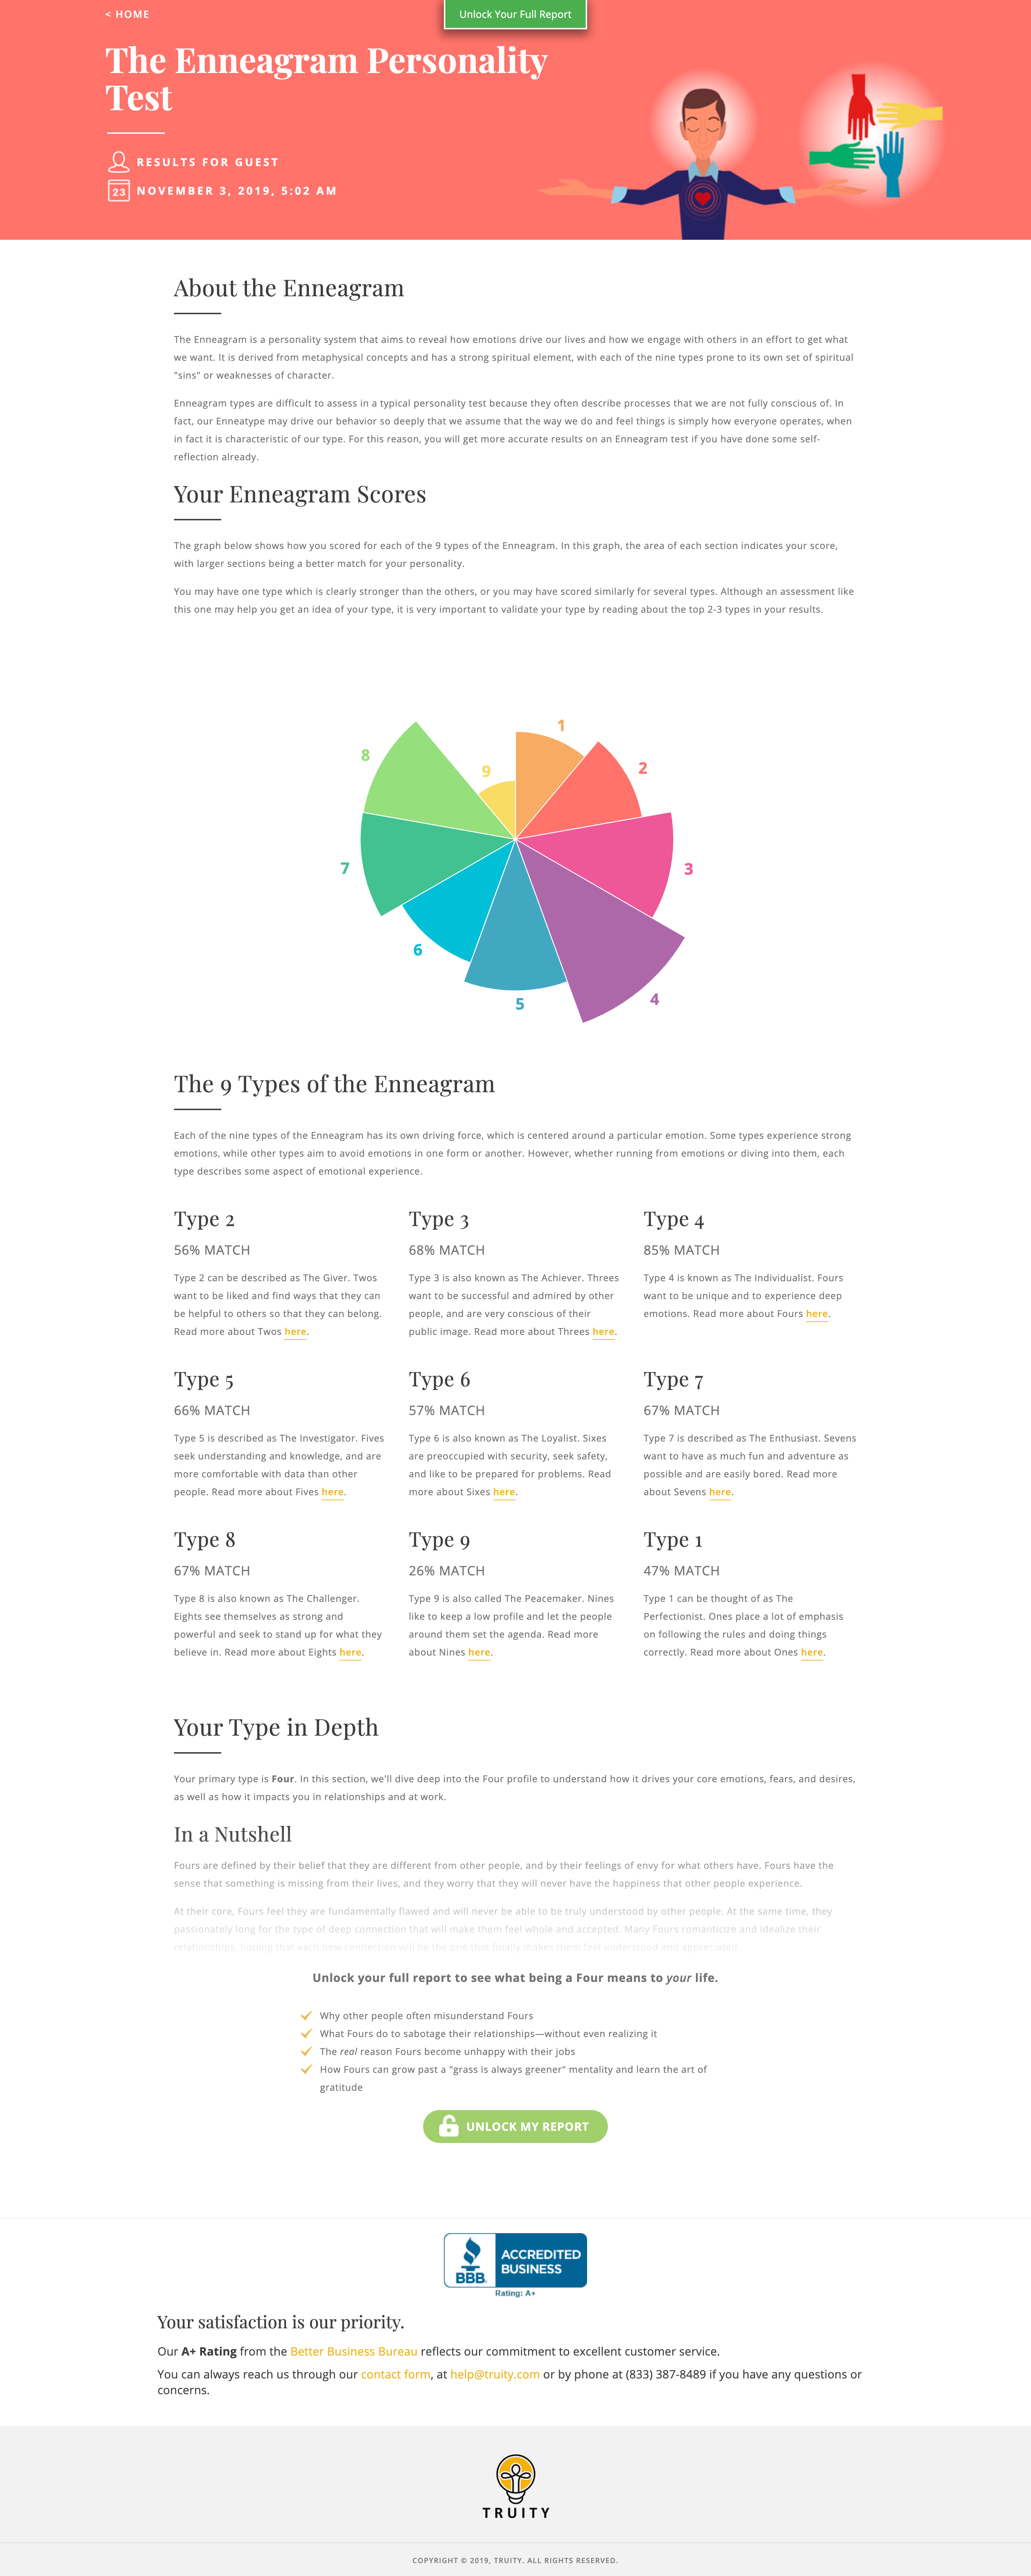 < HOME
Unlock Your Full Report
The Enneagram Personality
Test
RESULTS FOR GUEST
23
NOVEMBER 3, 2019, 5:02 AM
About the Enneagram
The Enneagram is a personality system that aims to reveal how emotions drive our lives and how we engage with others in an effort to get what
we want. It is derived from metaphysical concepts and has a strong spiritual element, with each of the nine types prone to its own set of spiritual
"sins" or weaknesses of character.
Enneagram types are difficult to assess in a typical personality test because they often describe processes that we are not fully conscious of. In
fact, our Enneatype may drive our behavior so deeply that we assume that the way we do and feel things is simply how everyone operates, when
in fact it is characteristic of our type. For this reason, you will get more accurate results on an Enneagram test if you have done some self-
reflection already.
Your Enneagram Scores
The graph below shows how you scored for each of the 9 types of the Enneagram. In this graph, the area of each section indicates your score,
with larger sections being a better match for your personality.
You may have one type which is clearly stronger than the others, or you may have scored similarly for several types. Although an assessment like
this one may help you get an idea of your type, it is very important to validate your type by reading about the top 2-3 types in your results.
1
2
3
4
5
6
7
8
9
The 9 Types of the Enneagram
Each of the nine types of the Enneagram has its own driving force, which is centered around a particular emotion. Some types experience strong
emotions, while other types aim to avoid emotions in one form or another. However, whether running from emotions or diving into them, each
type describes some aspect of emotional experience.
Type 2
56% MATCH
Type 2 can be described as The Giver. Twos
want to be liked and find ways that they can
be helpful to others so that they can belong.
Read more about Twos here.
Type 3
68% MATCH
Type 3 is also known as The Achiever. Threes
want to be successful and admired by other
people, and are very conscious of their
public image. Read more about Threes here.
Type 4
85% MATCH
Type 4 is known as The Individualist. Fours
want to be unique and to experience deep
emotions. Read more about Fours here.
Type 5
66% MATCH
Type 5 is described as The Investigator. Fives
seek understanding and knowledge, and are
more comfortable with data than other
people. Read more about Fives here.
Type 6
57% MATCH
Type 6 is also known as The Loyalist. Sixes
are preoccupied with security, seek safety,
and like to be prepared for problems. Read
more about Sixes here.
Type 7
67% MATCH
Type 7 is described as The Enthusiast. Sevens
want to have as much fun and adventure as
possible and are easily bored. Read more
about Sevens here.
Type 8
67% MATCH
Type 8 is also known as The Challenger.
Eights see themselves as strong and
powerful and seek to stand up for what they
believe in. Read more about Eights here.
Type 9
26% MATCH
Type 9 is also called The Peacemaker. Nines
like to keep a low profile and let the people
around them set the agenda. Read more
about Nines here.
Type 1
47% MATCH
Type 1 can be thought of as The
Perfectionist. Ones place a lot of emphasis
on following the rules and doing things
correctly. Read more about Ones here.
Your Type in Depth
Your primary type is Four. In this section, we'll dive deep into the Four profile to understand how it drives your core emotions, fears, and desires,
as well as how it impacts you in relationships and at work.
In a Nutshell
Fours are defined by their belief that they are different from other people, and by their feelings of envy for what others have. Fours have the
sense that something is missing from their lives, and they worry that they will never have the happiness that other people experience.
At their core, Fours feel they are fundamentally flawed and will never be able to be truly understood by other people. At the same time, they
passionately long for the type of deep connection that will make them feel whole and accepted. Many Fours romanticize and idealize their
relationships, hoping that each new connection will be the one that finally makes them feel understood and appreciated.
Unlock your full report to see what being a Four means to your life.
Why other people often misunderstand Fours
What Fours do to sabotage their relationships—without even realizing it
The real reason Fours become unhappy with their jobs
How Fours can grow past a "grass is always greener" mentality and learn the art of
gratitude
UNLOCK MY REPORT
BBB
ACCREDITED
BUSINESS
Rating: A+
Your satisfaction is our priority.
Our A+ Rating from the Better Business Bureau reflects our commitment to excellent customer service.
You can always reach us through our contact form, at help@truity.com or by phone at (833) 387-8489 if you have any questions or
concerns.
TRUITY
COPYRIGHT © 2019, TRUITY. ALL RIGHTS RESERVED.